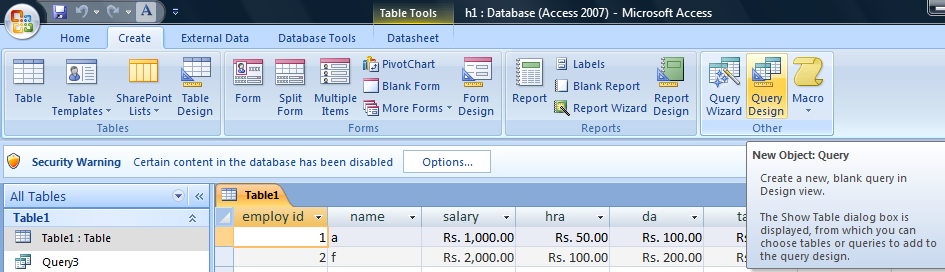 Table Tools
h1 : Database (Access 2007) - Microsoft Access
Home Create External Data Database Tools Datasheet
Table
Table Templates
SharePoint Lists
Table Design
Tables
Form
Split Form
Multiple Items
PivotChart
Blank Form
More Forms
Form Design
Forms
Report
Labels
Blank Report
Report Wizard
Report Design
Reports
Query Wizard
Query Design
Macro
Other
Security Warning Certain content in the database has been disabled Options...
New Object: Query
Create a new, blank query in
Design view.
The Show Table dialog box is
displayed, from which you can
choose tables or queries to add to
the query design.
All Tables
Table1
Table1 : Table
Query3
Table1
employ id name salary hra da ta
1 a Rs. 1,000.00 Rs. 50.00 Rs. 100.00 Rs.
2 f Rs. 2,000.00 Rs. 100.00 Rs. 200.00 Rs.